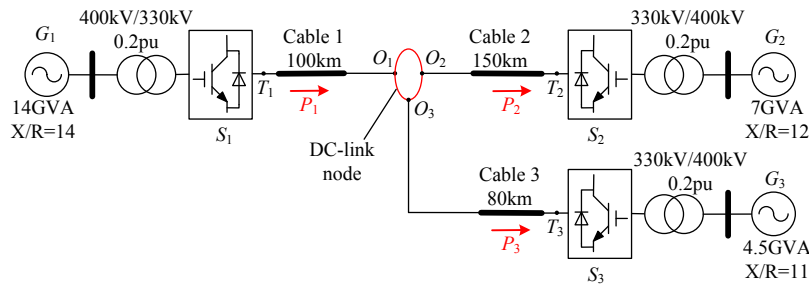 400kV/330kV
G1
0.2pu
14GVA
X/R=14
S1
T1
Cable 1
100km
P1
O1
O2
O3
DC-link
node
Cable 2
150km
P2
T2
S2
330kV/400kV
0.2pu
G2
7GVA
X/R=12
Cable 3
80km
P3
T3
S3
330kV/400kV
0.2pu
G3
4.5GVA
X/R=11